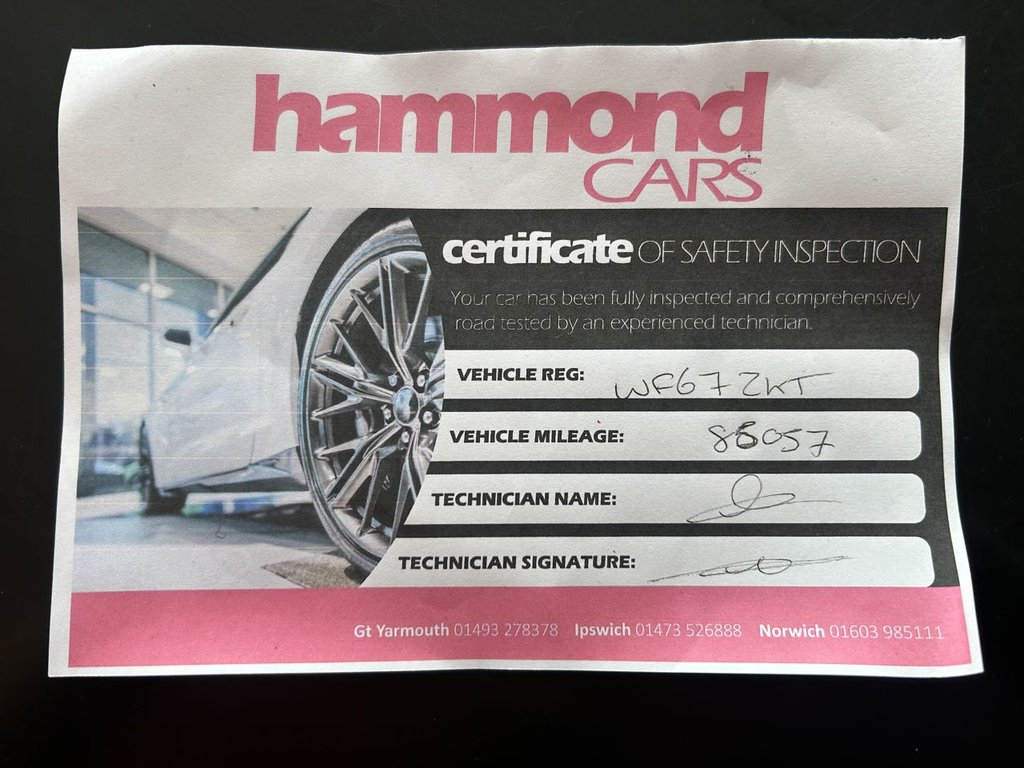 hammond
CARS
certificate OF SAFETY INSPECTION
Your car has been fully inspected and comprehensively
road tested by an experienced technician.
VEHICLE REG: WF67 ZKT
VEHICLE MILEAGE: 85057
TECHNICIAN NAME:
TECHNICIAN SIGNATURE:
Gt Yarmouth 01493 278378 Ipswich 01473 526888 Norwich 01603 985111